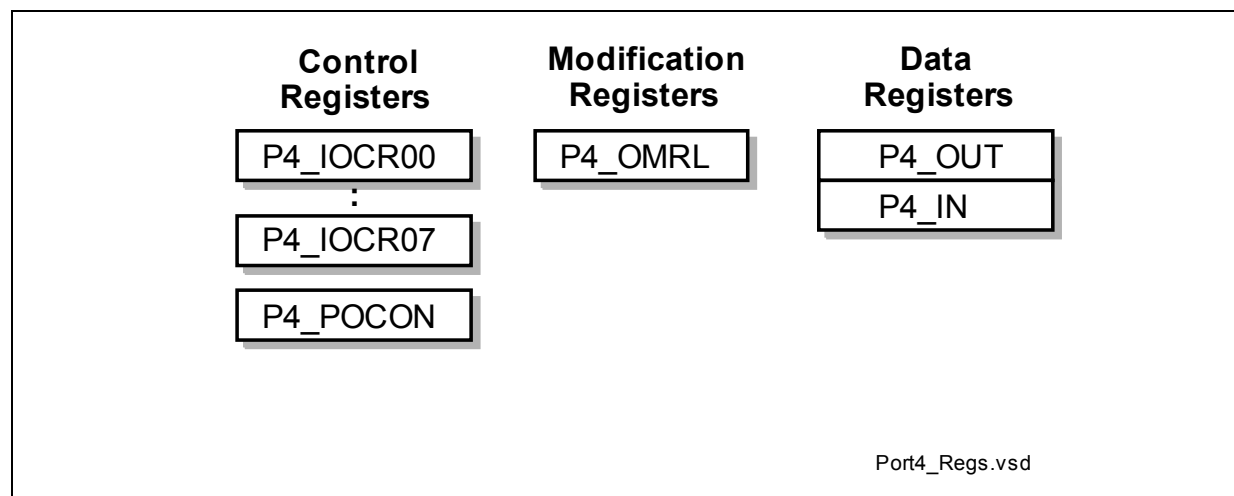 Control
Registers
P4_IOCR00
:
P4_IOCR07
P4_POCON
Modification
Registers
P4_OMRL
Data
Registers
P4_OUT
P4_IN
Port4_Regs.vsd